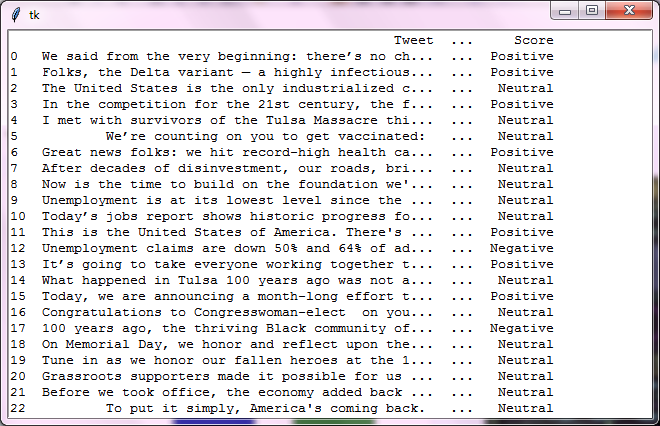 tk
Tweet ... Score
0 We said from the very beginning: there’s no ch... ... Positive
1 Folks, the Delta variant — a highly infectious... ... Positive
2 The United States is the only industrialized c... ... Neutral
3 In the competition for the 21st century, the f... ... Positive
4 I met with survivors of the Tulsa Massacre thi... ... Neutral
5 We’re counting on you to get vaccinated: ... Neutral
6 Great news folks: we hit record-high health ca... ... Positive
7 After decades of disinvestment, our roads, bri... ... Neutral
8 Now is the time to build on the foundation we'... ... Neutral
9 Unemployment is at its lowest level since the ... ... Neutral
10 Today’s jobs report shows historic progress fo... ... Neutral
11 This is the United States of America. There's ... ... Positive
12 Unemployment claims are down 50% and 64% of ad... ... Negative
13 It’s going to take everyone working together t... ... Positive
14 What happened in Tulsa 100 years ago was not a... ... Neutral
15 Today, we are announcing a month-long effort t... ... Positive
16 Congratulations to Congresswoman-elect on you... ... Neutral
17 100 years ago, the thriving Black community of... ... Negative
18 On Memorial Day, we honor and reflect upon the... ... Neutral
19 Tune in as we honor our fallen heroes at the 1... ... Neutral
20 Grassroots supporters made it possible for us ... ... Neutral
21 Before we took office, the economy added back ... ... Neutral
22 To put it simply, America's coming back. ... Neutral